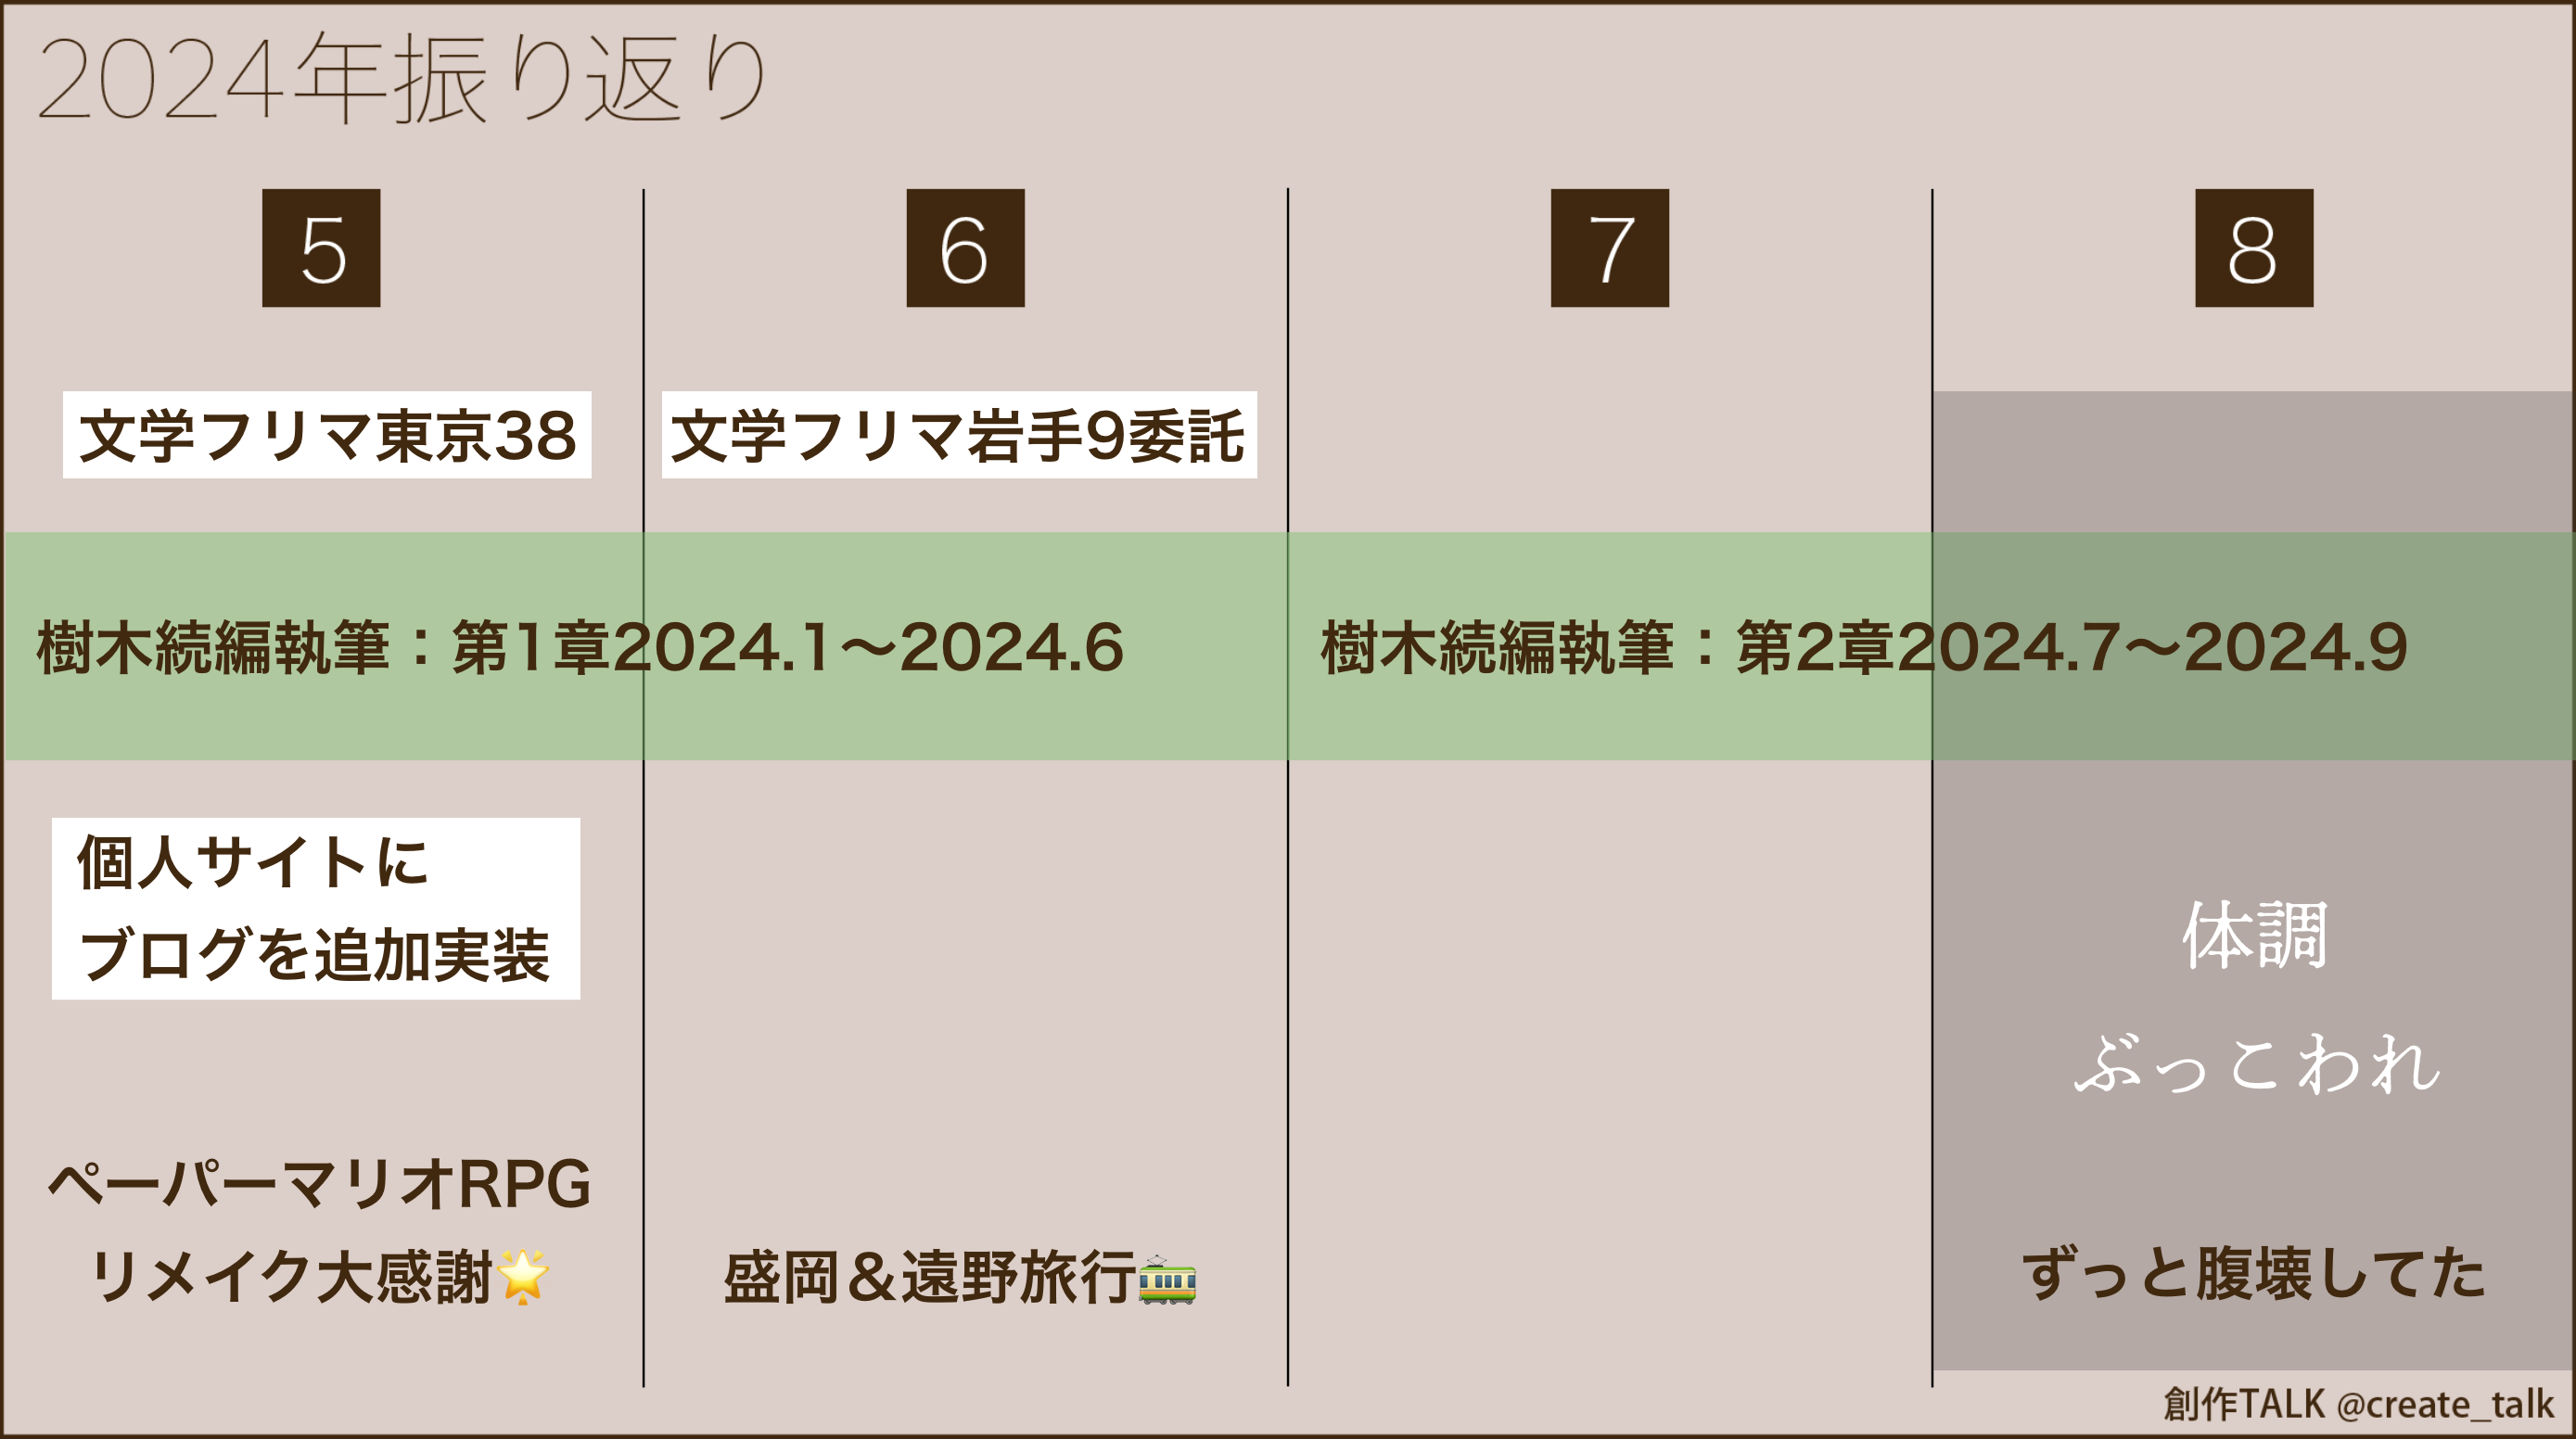 2024年振り返り
5
6
7
8
文学フリマ東京38
文学フリマ岩手9委託
樹木続編執筆：第1章2024.1〜2024.6
樹木続編執筆：第2章2024.7〜2024.9
個人サイトに
ブログを追加実装
体調
ぶっこわれ
ペーパーマリオRPG
リメイク大感謝🌟
盛岡＆遠野旅行🚋
ずっと腹壊してた
創作TALK @create_talk